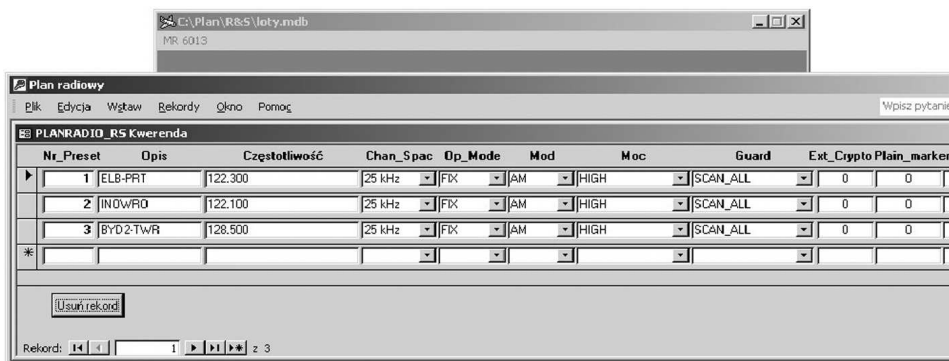 C:\Plan\R&S\loty.mdb
MR 6013
Plan radiowy
Plik Edycja Wstaw Rekordy Okno Pomoc Wpisz pytanie
PLANRADIO_RS Kwerenda
Nr_Preset Opis Częstotliwość Chan_Spac Op_Mode Mod Moc Guard Ext_Crypto Plain_marker
1 ELB-PRT 122.300 25 kHz FIX AM HIGH SCAN_ALL 0 0
2 INOWRO 122.100 25 kHz FIX AM HIGH SCAN_ALL 0 0
3 BYD2-TWR 128.500 25 kHz FIX AM HIGH SCAN_ALL 0 0
Usuń rekord
Rekord: 1 z 3